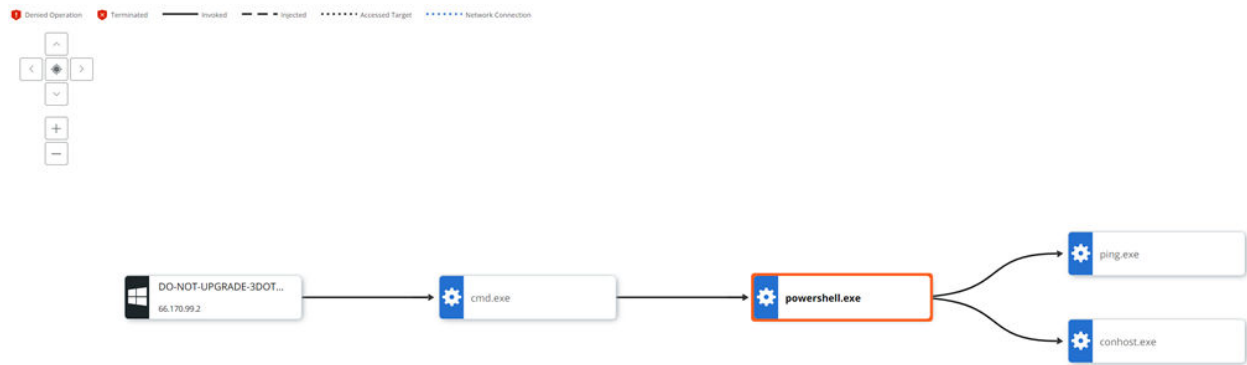 Denied Operation Terminated Invoked Injected Accessed Target Network Connection
ping.exe
DO-NOT-UPGRADE-3DOT...
66.170.99.2
cmd.exe
powershell.exe
conhost.exe